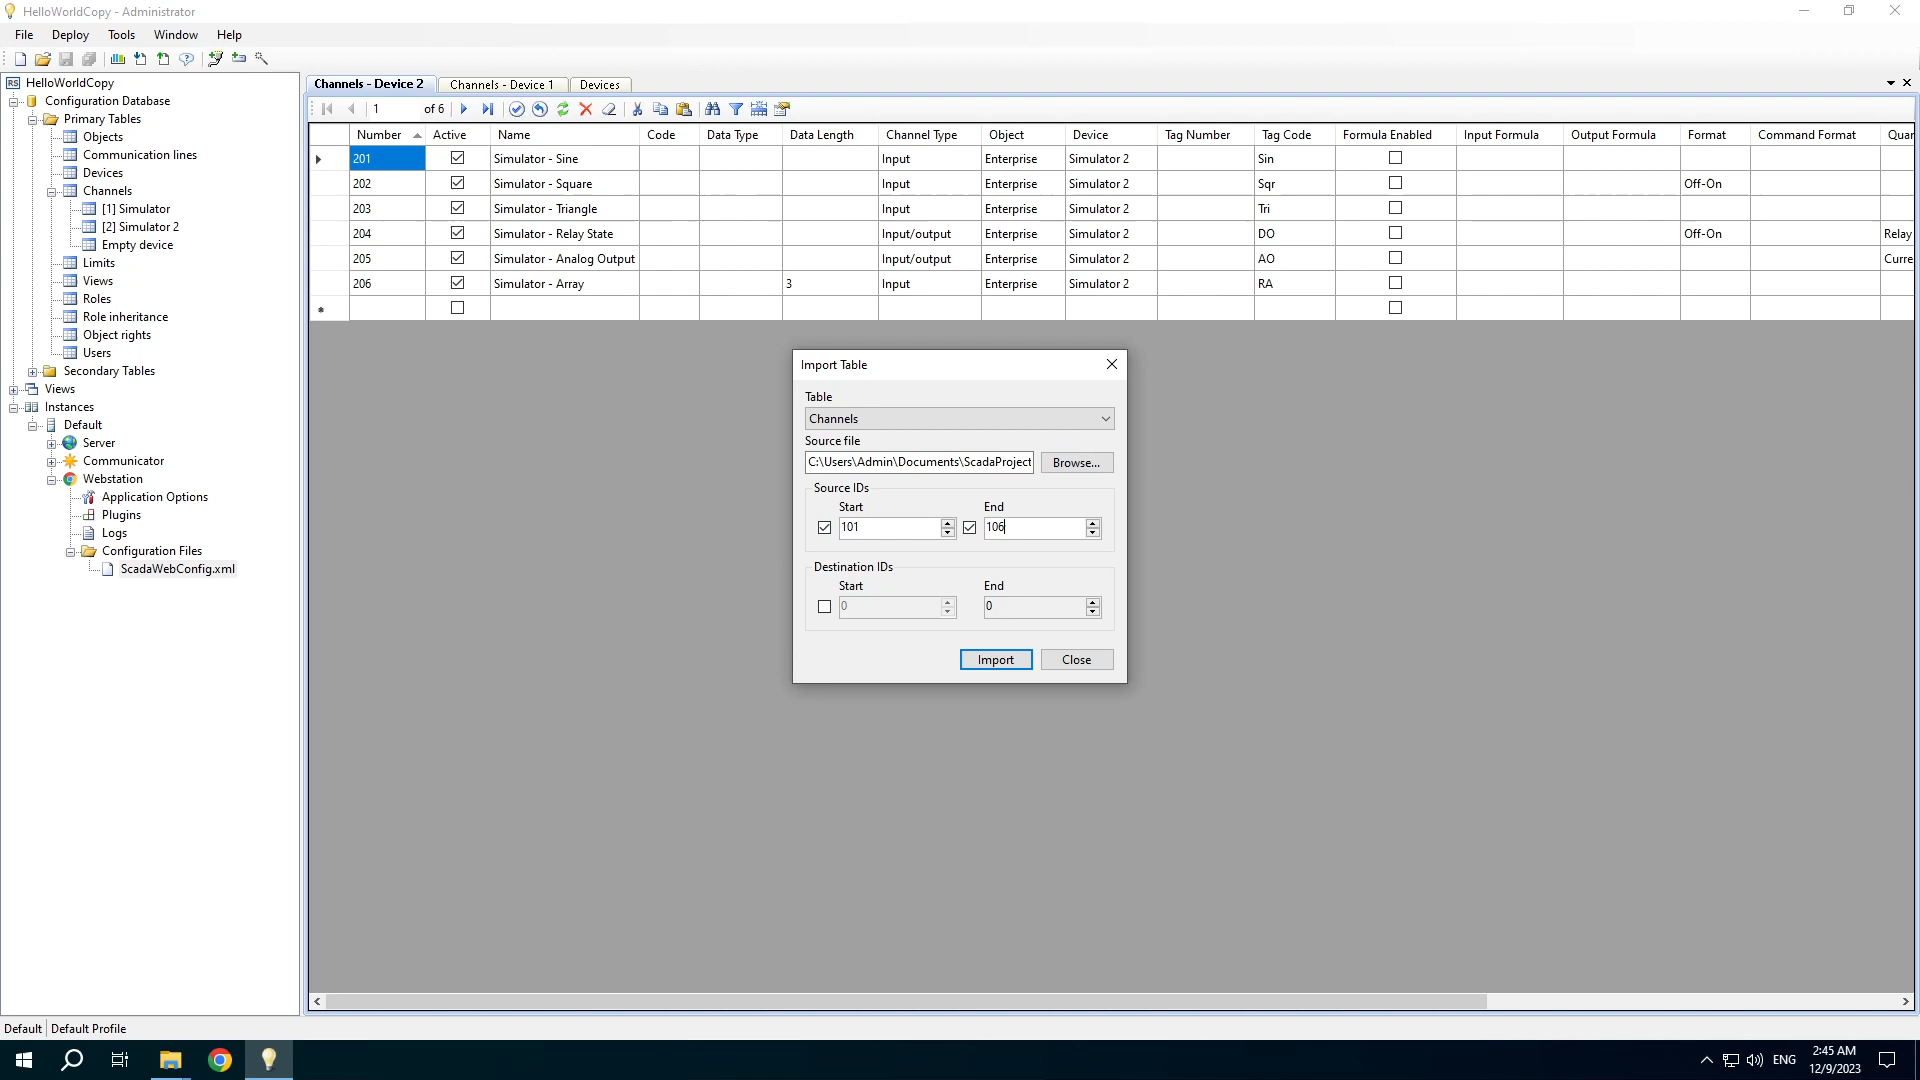 HelloWorldCopy - Administrator
File Deploy Tools Window Help
HelloWorldCopy
Configuration Database
Primary Tables
Objects
Communication lines
Devices
Channels
[1] Simulator
[2] Simulator 2
Empty device
Limits
Views
Roles
Role inheritance
Object rights
Users
Secondary Tables
Views
Instances
Default
Server
Communicator
Webstation
Application Options
Plugins
Logs
Configuration Files
ScadaWebConfig.xml
Channels - Device 2 Channels - Device 1 Devices
1 of 6
Number Active Name Code Data Type Data Length Channel Type Object Device Tag Number Tag Code Formula Enabled Input Formula Output Formula Format Command Format Quar
201 Simulator - Sine Input Enterprise Simulator 2 Sin
202 Simulator - Square Input Enterprise Simulator 2 Sqr Off-On
203 Simulator - Triangle Input Enterprise Simulator 2 Tri
204 Simulator - Relay State Input/output Enterprise Simulator 2 DO Off-On Relay
205 Simulator - Analog Output Input/output Enterprise Simulator 2 AO Curre
206 Simulator - Array 3 Input Enterprise Simulator 2 RA
Import Table
Table
Channels
Source file
C:\Users\Admin\Documents\ScadaProject Browse...
Source IDs
Start End
101 106
Destination IDs
Start End
0 0
Import Close
Default Default Profile
ENG
2:45 AM
12/9/2023